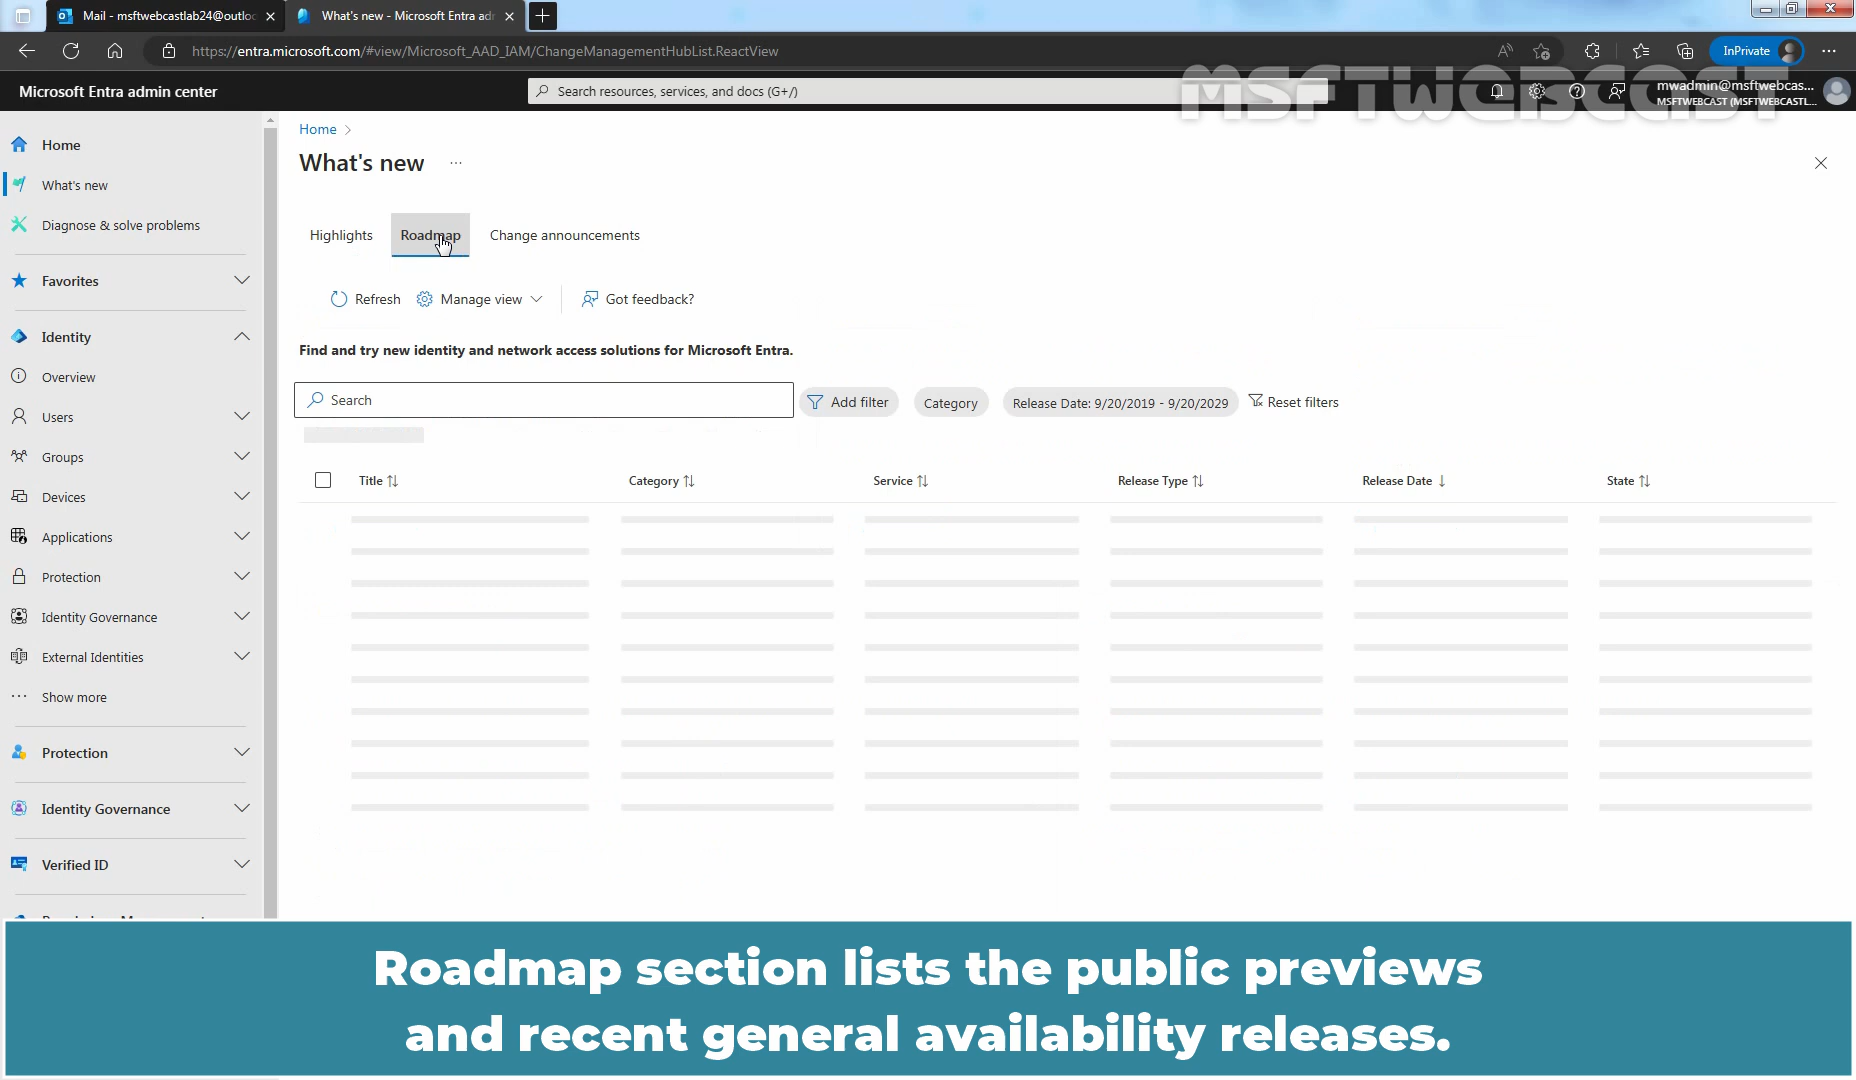 Mail - msftwebcastlab24@outloo
What's new - Microsoft Entra adm
https://entra.microsoft.com/#view/Microsoft_AAD_IAM/ChangeManagementHubList.ReactView
InPrivate
Microsoft Entra admin center
Search resources, services, and docs (G+/)
MSFTWEBCAST
mwadmin@msftwebcas...
MSFTWEBCAST (MSFTWEBCASTL...
Home
What's new
Diagnose & solve problems
Favorites
Identity
Overview
Users
Groups
Devices
Applications
Protection
Identity Governance
External Identities
Show more
Protection
Identity Governance
Verified ID
Home
What's new
Highlights
Roadmap
Change announcements
Refresh
Manage view
Got feedback?
Find and try new identity and network access solutions for Microsoft Entra.
Search
Add filter
Category
Release Date: 9/20/2019 - 9/20/2029
Reset filters
Title
Category
Service
Release Type
Release Date
State
Roadmap section lists the public previews
and recent general availability releases.